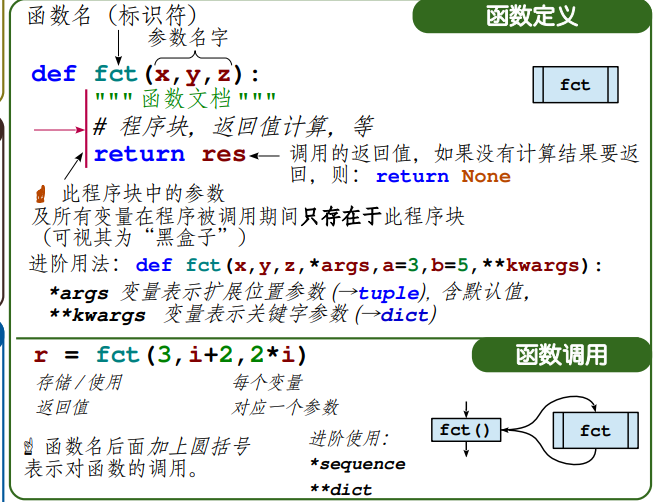 函数名（标识符）
函数定义
参数名字
def fct(x,y,z):
"""函数文档"""
fct
# 程序块，返回值计算，等
return res
调用的返回值，如果没有计算结果要返
回，则：return None
☝ 此程序块中的参数
及所有变量在程序被调用期间只存在于此程序块
（可视其为“黑盒子”）
进阶用法：def fct(x,y,z,*args,a=3,b=5,**kwargs):
*args 变量表示扩展位置参数 (→tuple), 含默认值，
**kwargs 变量表示关键字参数 (→dict)
r = fct(3,i+2,2*i)
函数调用
存储/使用
返回值
每个变量
对应一个参数
☝ 函数名后面加上圆括号
表示对函数的调用。
进阶使用：
*sequence
**dict
fct()
fct